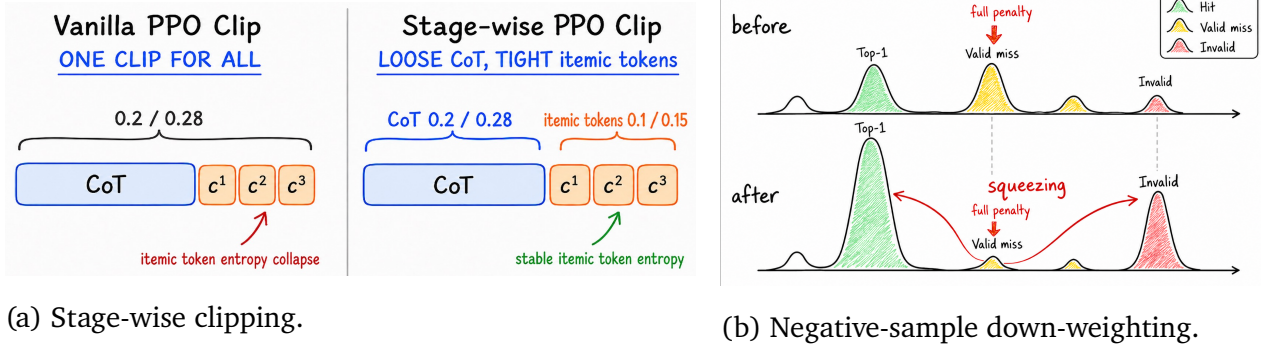 Vanilla PPO Clip
ONE CLIP FOR ALL
0.2 / 0.28
CoT
c¹
c²
c³
itemic token entropy collapse
Stage-wise PPO Clip
LOOSE CoT, TIGHT itemic tokens
CoT 0.2 / 0.28
itemic tokens 0.1 / 0.15
CoT
c¹
c²
c³
stable itemic token entropy
(a) Stage-wise clipping.
before
full penalty
Top-1
Valid miss
Invalid
Hit
Valid miss
Invalid
after
Top-1
squeezing
full penalty
Valid miss
Invalid
(b) Negative-sample down-weighting.